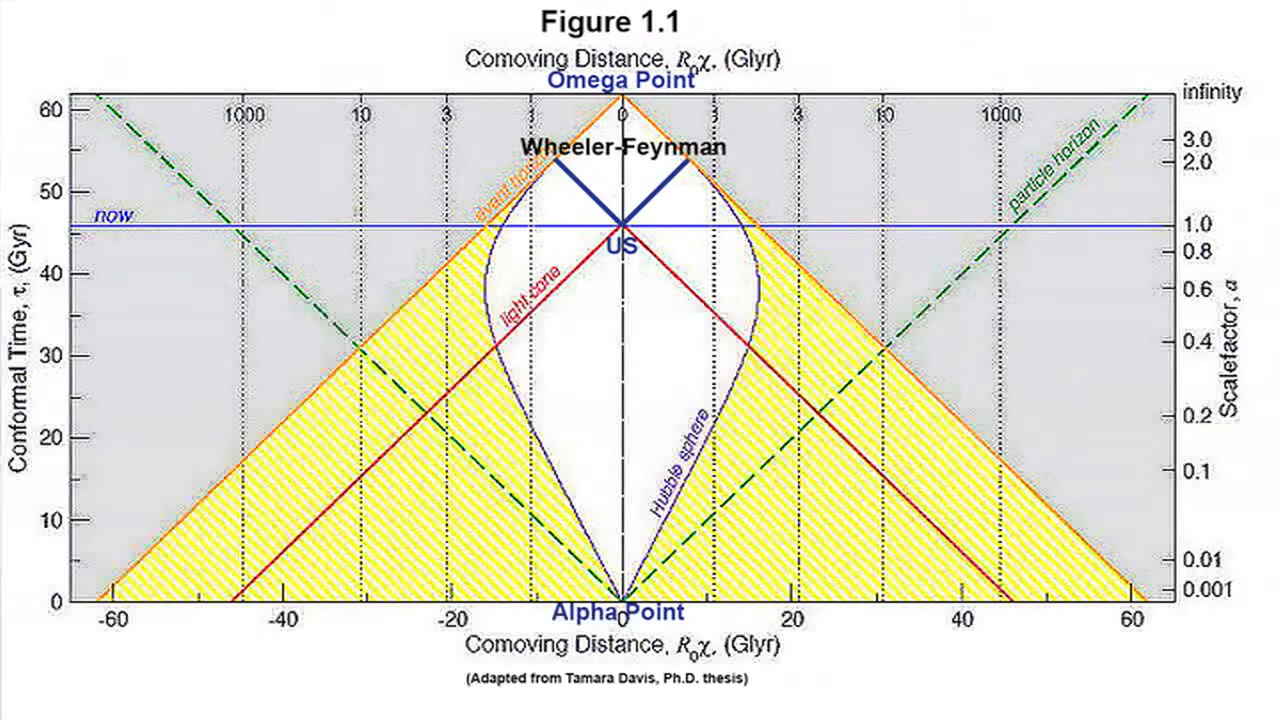 Figure 1.1
Comoving Distance, R₀χ, (Glyr)
Omega Point
infinity
60
1000
10
3
1
0
1
3
10
1000
Wheeler-Feynman
3.0
2.0
event horizon
particle horizon
50
now
1.0
US
0.8
40
light cone
0.6
Conformal Time, τ, (Gyr)
Scalefactor, a
30
0.4
20
0.2
Hubble sphere
0.1
10
0.01
0.001
0
Alpha Point
-60
-40
-20
0
20
40
60
Comoving Distance, R₀χ, (Glyr)
(Adapted from Tamara Davis, Ph.D. thesis)